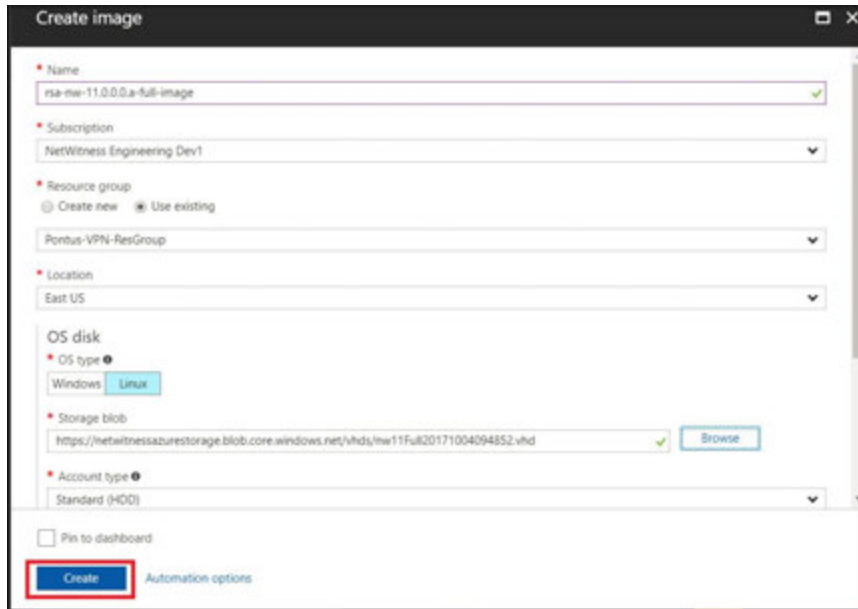 Create image
* Name
rsa-nw-11.0.0.0.a-full-image
* Subscription
NetWitness Engineering Dev1
* Resource group
Create new Use existing
Pontus-VPN-ResGroup
* Location
East US
OS disk
* OS type
Windows Linux
* Storage blob
https://netwitnessazurestorage.blob.core.windows.net/vhds/nw11Full20171004094852.vhd
Browse
* Account type
Standard (HDD)
Pin to dashboard
Create Automation options